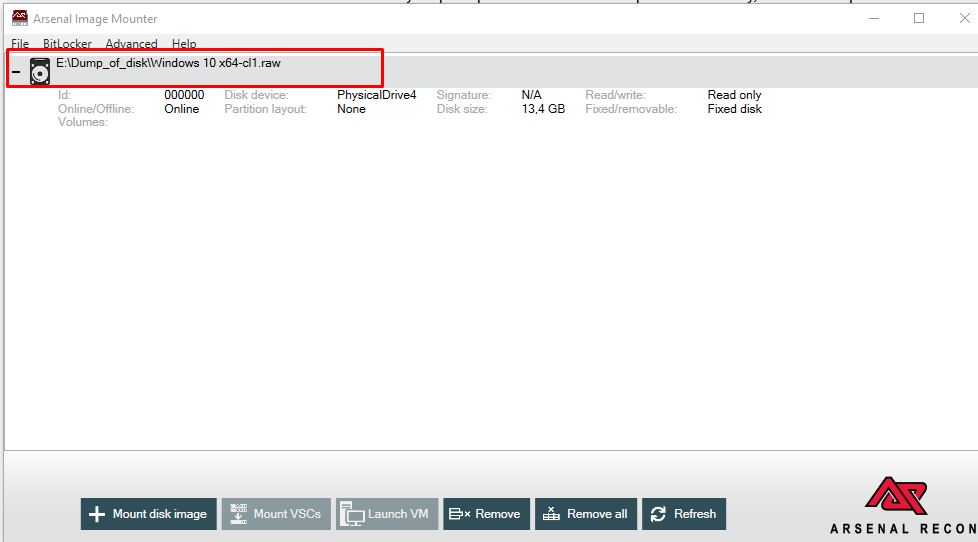 Arsenal Image Mounter
File BitLocker Advanced Help
E:\Dump_of_disk\Windows 10 x64-cl1.raw
Id: 000000 Disk device: PhysicalDrive4 Signature: N/A Read/write: Read only
Online/Offline: Online Partition layout: None Disk size: 13,4 GB Fixed/removable: Fixed disk
Volumes:
Mount disk image Mount VSCs Launch VM Remove Remove all Refresh
ARSENAL RECON